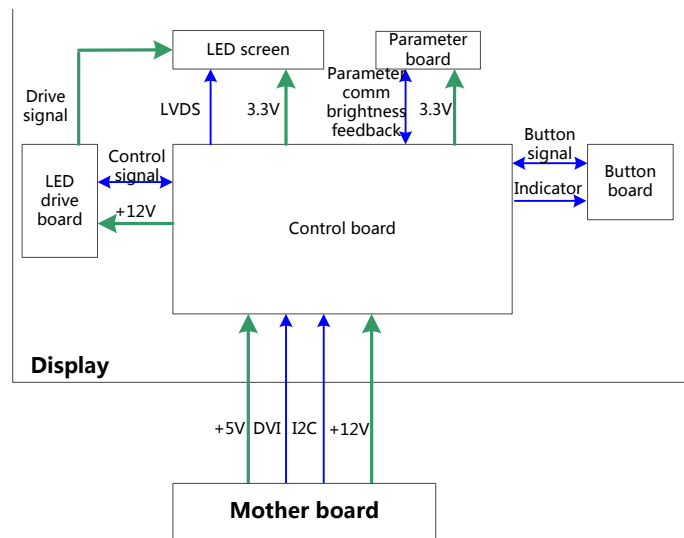 LED screen
Parameter
board
Drive
signal
LVDS
3.3V
Parameter
comm
brightness
feedback
3.3V
Button
signal
Control
signal
LED
drive
board
Indicator
Button
board
+12V
Control board
Display
+5V
DVI
I2C
+12V
Mother board